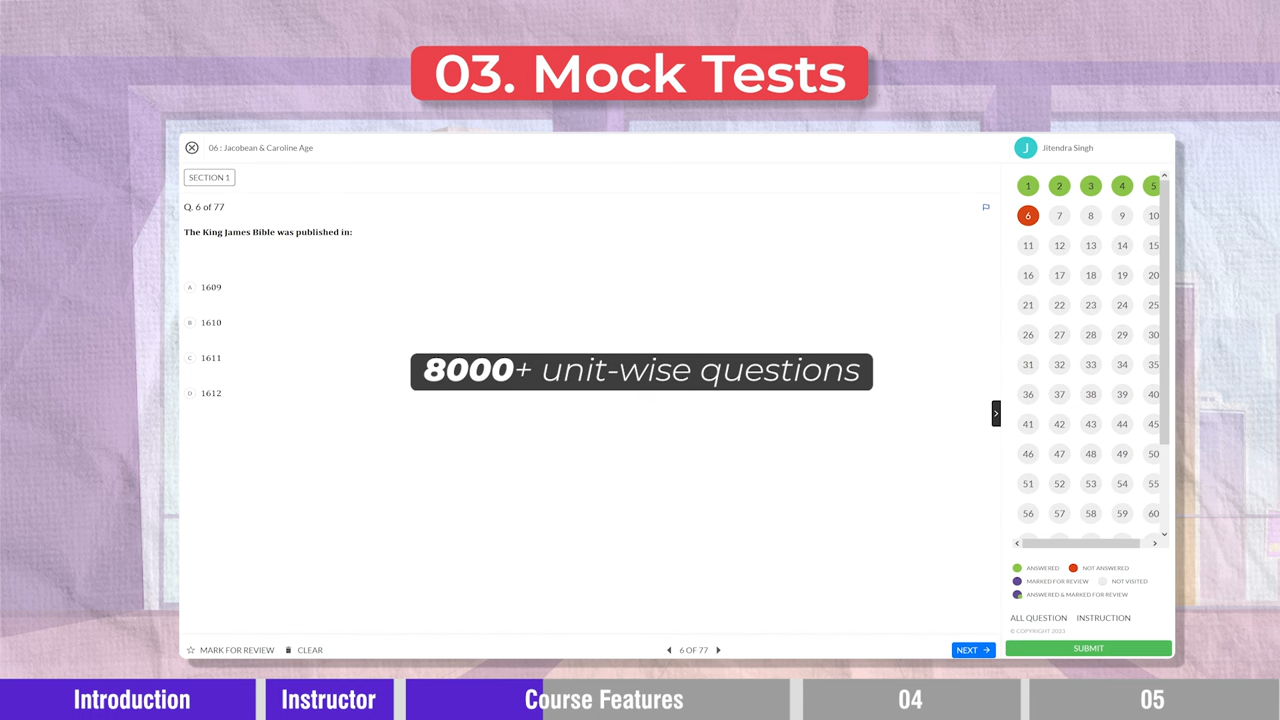 03. Mock Tests
06 : Jacobean & Caroline Age
J Jitendra Singh
SECTION 1
Q. 6 of 77
The King James Bible was published in:
A 1609
B 1610
C 1611
D 1612
8000+ unit-wise questions
1 2 3 4 5
6 7 8 9 10
11 12 13 14 15
16 17 18 19 20
21 22 23 24 25
26 27 28 29 30
31 32 33 34 35
36 37 38 39 40
41 42 43 44 45
46 47 48 49 50
51 52 53 54 55
56 57 58 59 60
ANSWERED NOT ANSWERED
MARKED FOR REVIEW NOT VISITED
ANSWERED & MARKED FOR REVIEW
ALL QUESTION INSTRUCTION
© COPYRIGHT 2023
MARK FOR REVIEW CLEAR
6 OF 77
NEXT
SUBMIT
Introduction
Instructor
Course Features
04
05